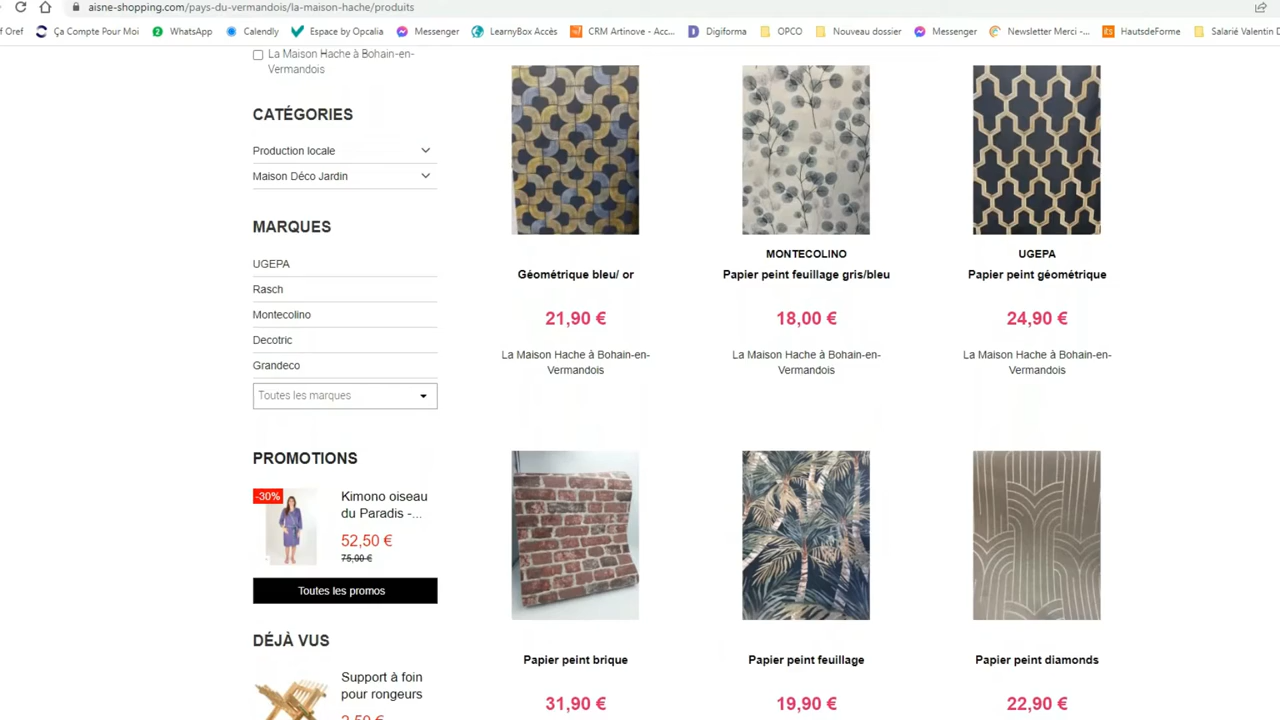 aisne-shopping.com/pays-du-vermandois/la-maison-hache/produits
f Oref
Ça Compte Pour Moi
WhatsApp
Calendly
Espace by Opcalia
Messenger
LearnyBox Accès
CRM Artinove - Acc...
Digiforma
OPCO
Nouveau dossier
Messenger
Newsletter Merci -...
HautsdeForme
Salarié Valentin D
La Maison Hache à Bohain-en-
Vermandois
CATÉGORIES
Production locale
Maison Déco Jardin
MARQUES
UGEPA
Rasch
Montecolino
Decotric
Grandeco
Toutes les marques
PROMOTIONS
-30%
Kimono oiseau
du Paradis -...
52,50 €
75,00 €
Toutes les promos
DÉJÀ VUS
Support à foin
pour rongeurs
2,50 €
Géométrique bleu/ or
21,90 €
La Maison Hache à Bohain-en-
Vermandois
MONTECOLINO
Papier peint feuillage gris/bleu
18,00 €
La Maison Hache à Bohain-en-
Vermandois
UGEPA
Papier peint géométrique
24,90 €
La Maison Hache à Bohain-en-
Vermandois
Papier peint brique
31,90 €
Papier peint feuillage
19,90 €
Papier peint diamonds
22,90 €